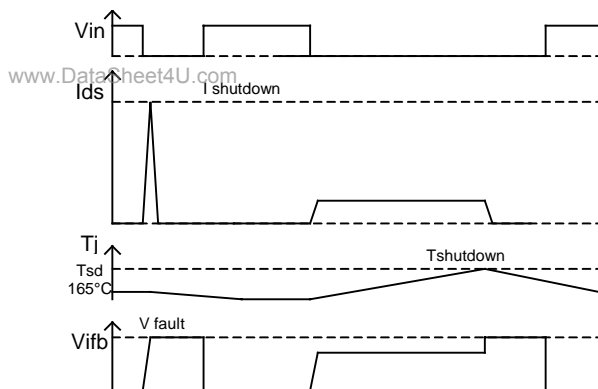 Vin
www.DataSheet4U.com
Ids
I shutdown
Tj
Tsd
165°C
Tshutdown
Vifb
V fault